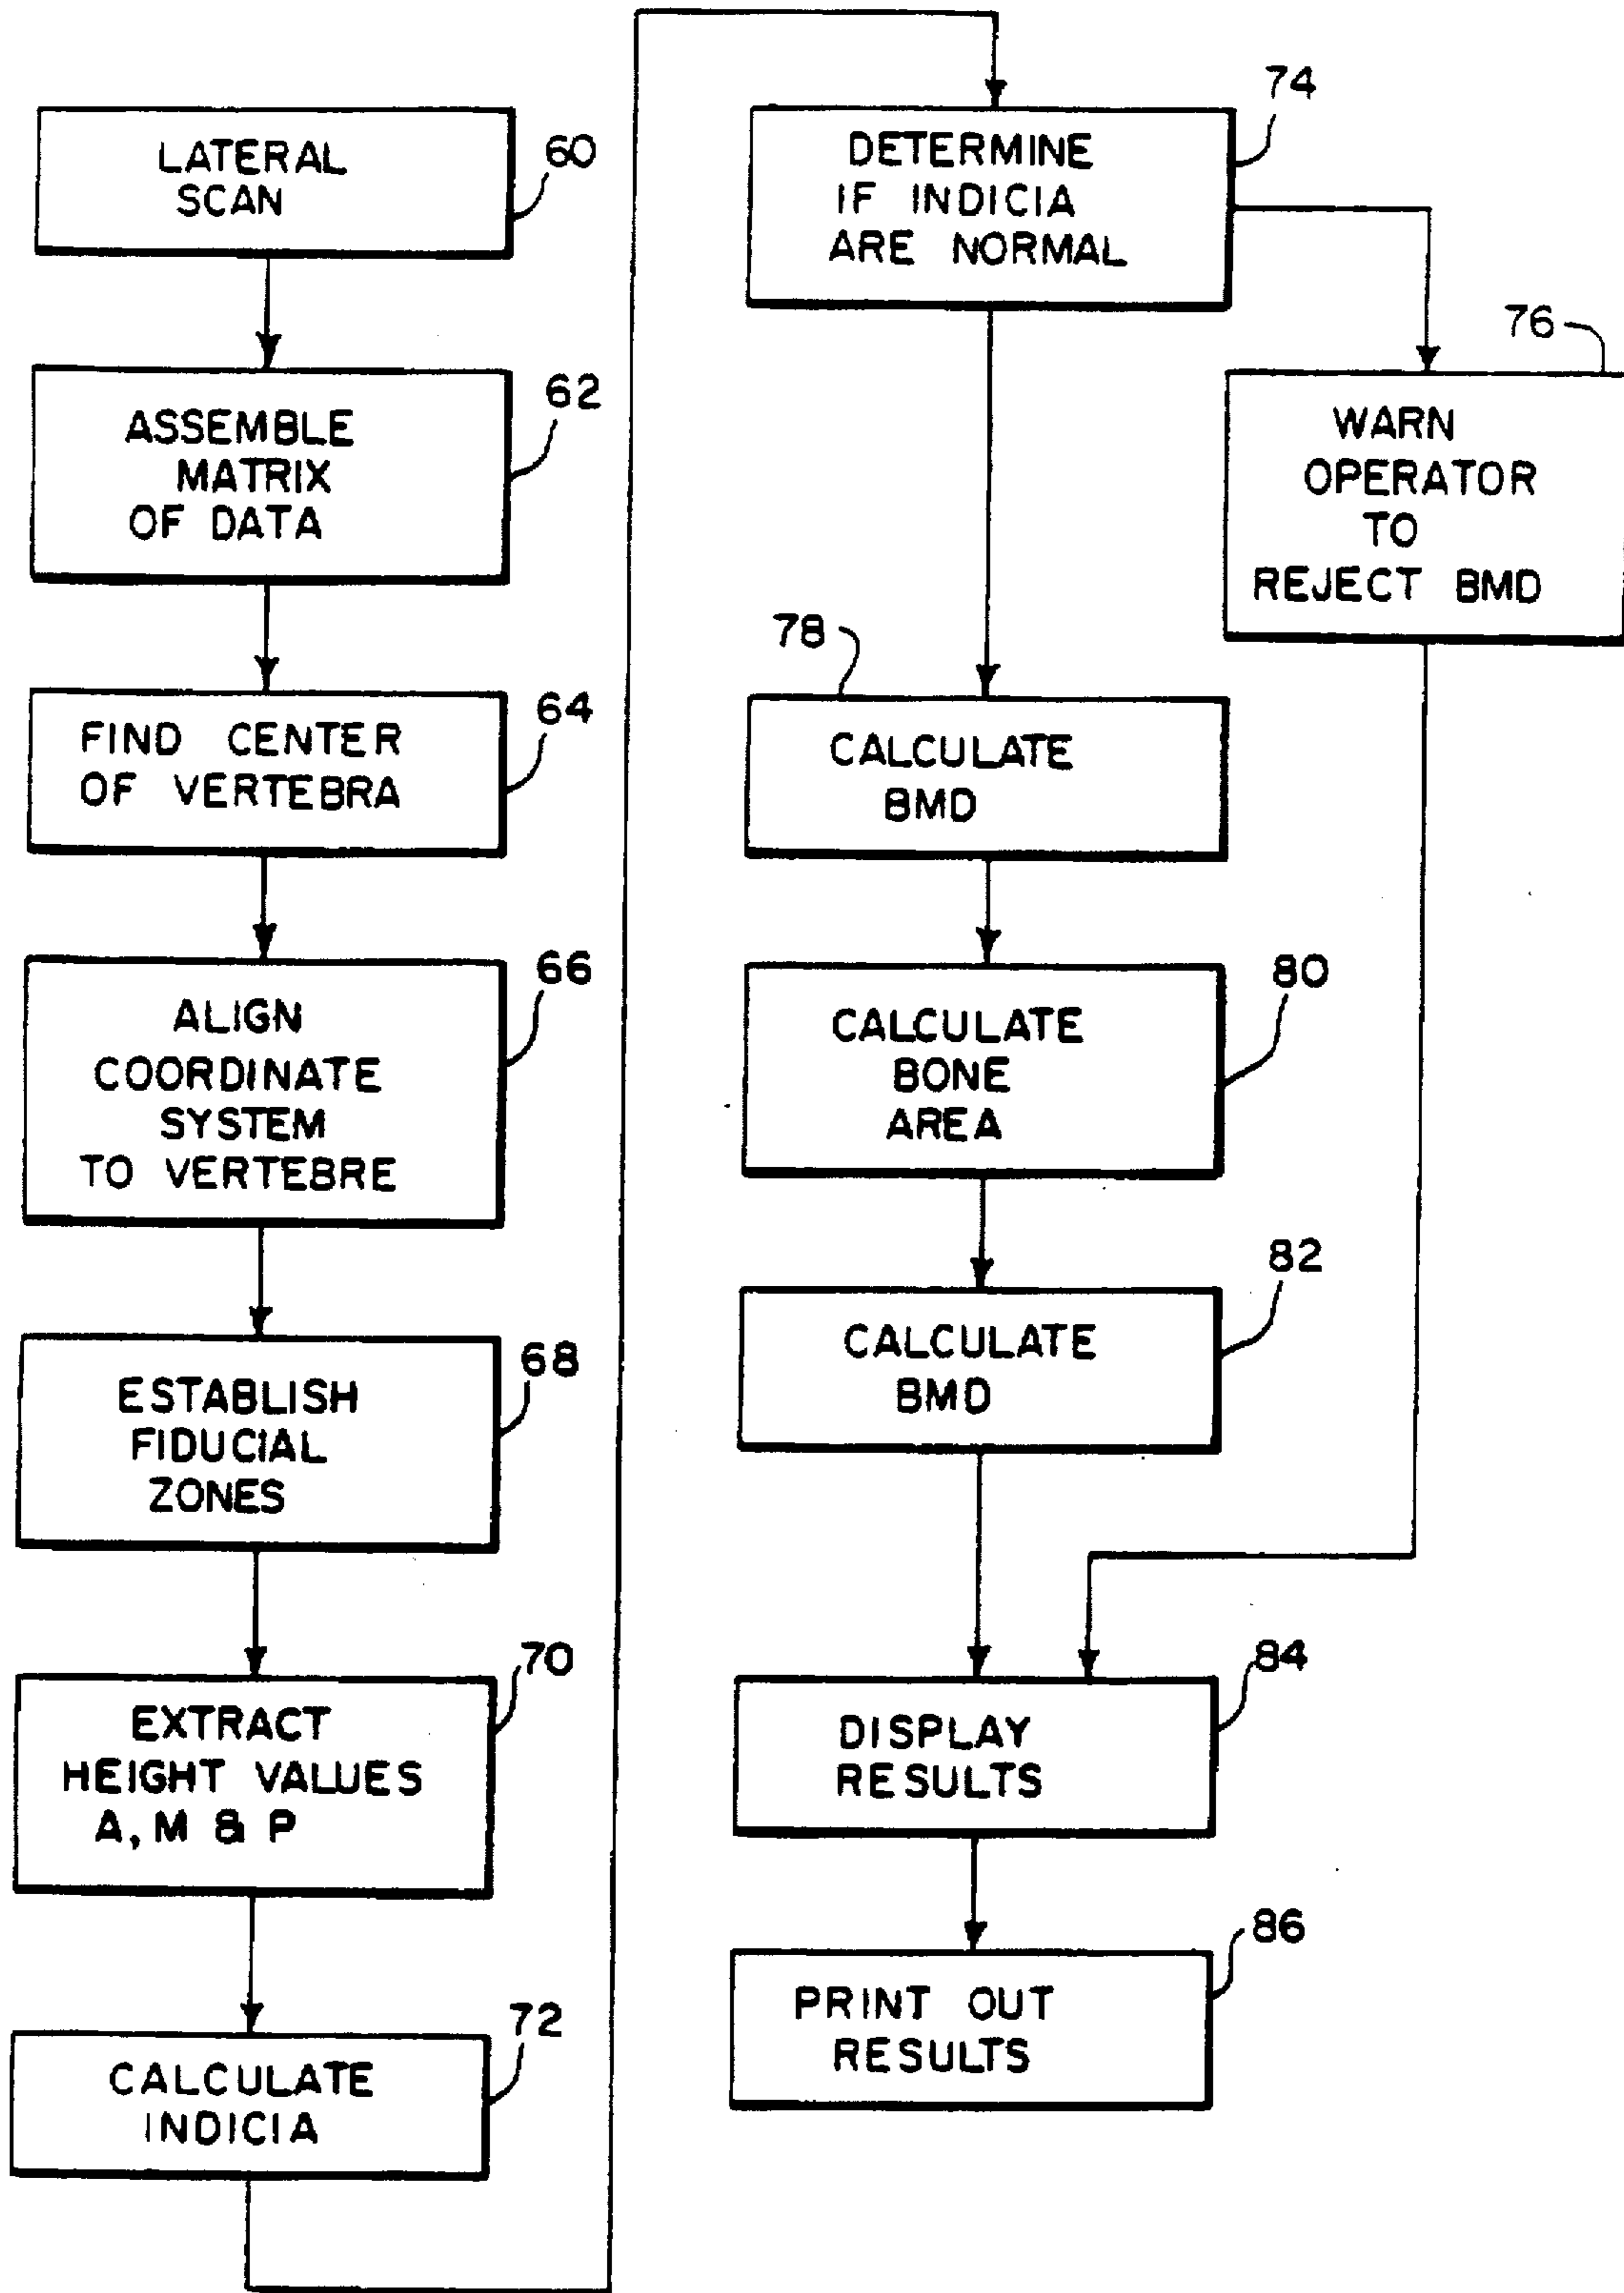 LATERAL
SCAN
60
ASSEMBLE
MATRIX
OF DATA
62
FIND CENTER
OF VERTEBRA
64
ALIGN
COORDINATE
SYSTEM
TO VERTEBRE
66
ESTABLISH
FIDUCIAL
ZONES
68
EXTRACT
HEIGHT VALUES
A, M & P
70
CALCULATE
INDICIA
72
DETERMINE
IF INDICIA
ARE NORMAL
74
WARN
OPERATOR
TO
REJECT BMD
76
CALCULATE
BMD
78
CALCULATE
BONE
AREA
80
CALCULATE
BMD
82
DISPLAY
RESULTS
84
PRINT OUT
RESULTS
86